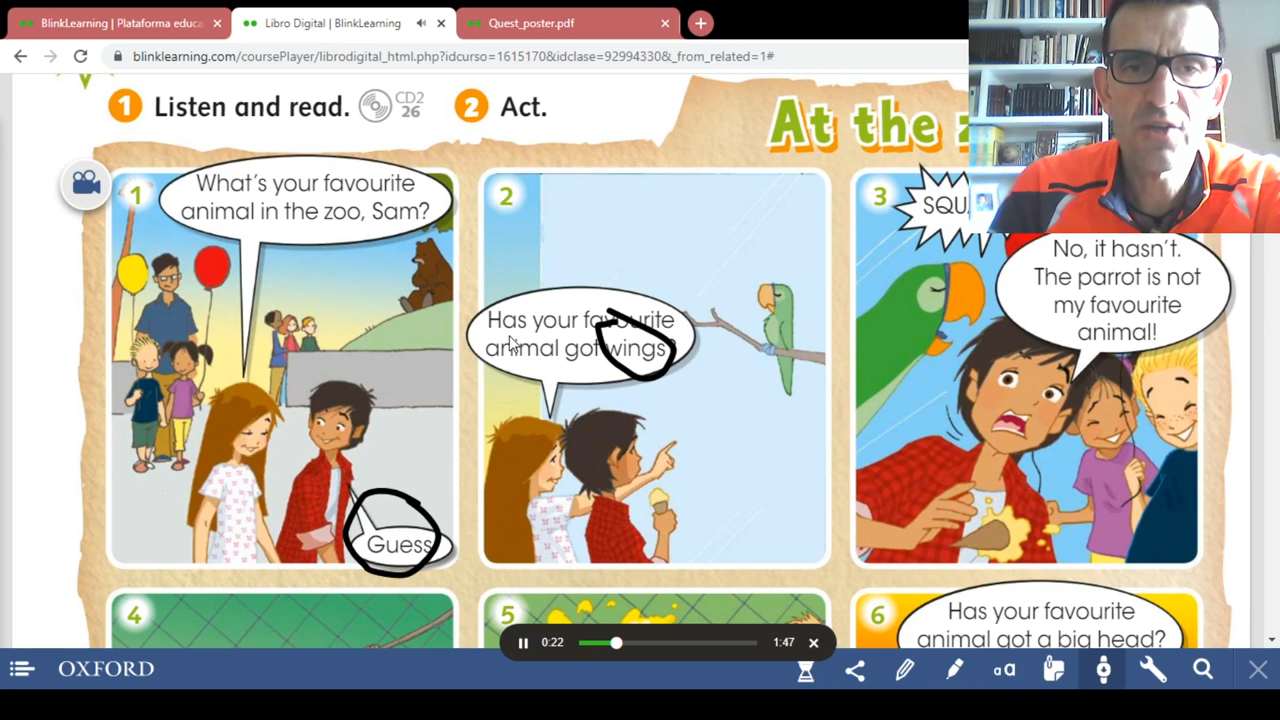 BlinkLearning | Plataforma educa
Libro Digital | BlinkLearning
Quest_poster.pdf
blinklearning.com/coursePlayer/librodigital_html.php?idcurso=1615170&idclase=92994330&_from_related=1#
1 Listen and read. CD2 26 2 Act.
At the
1
What's your favourite
animal in the zoo, Sam?
Guess
2
Has your favourite
animal got wings?
3
No, it hasn't.
The parrot is not
my favourite
animal!
4
5
6
Has your favourite
animal got a big head?
0:22
1:47
OXFORD
aa